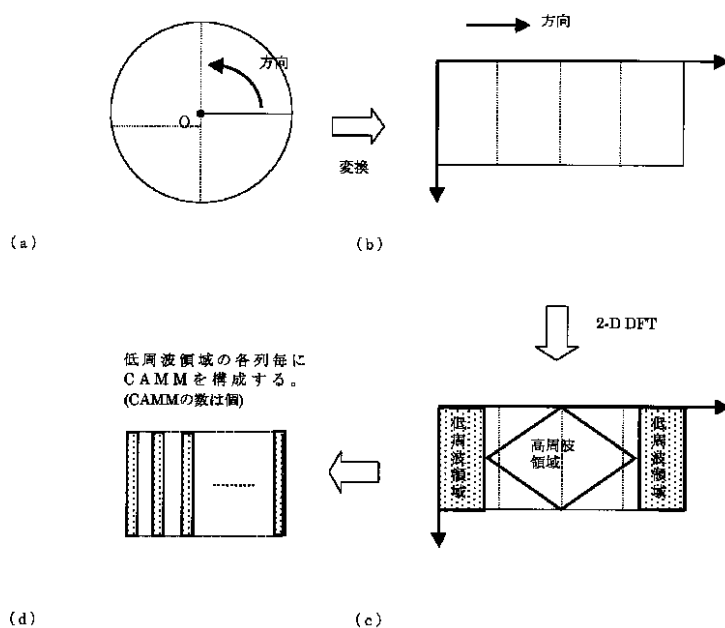 方向
O
方向
変換
(a)
(b)
2-D DFT
低周波領域の各列毎に
CAMMを構成する。
(CAMMの数は個)
低周波領域
高周波
領域
低周波領域
(d)
(c)